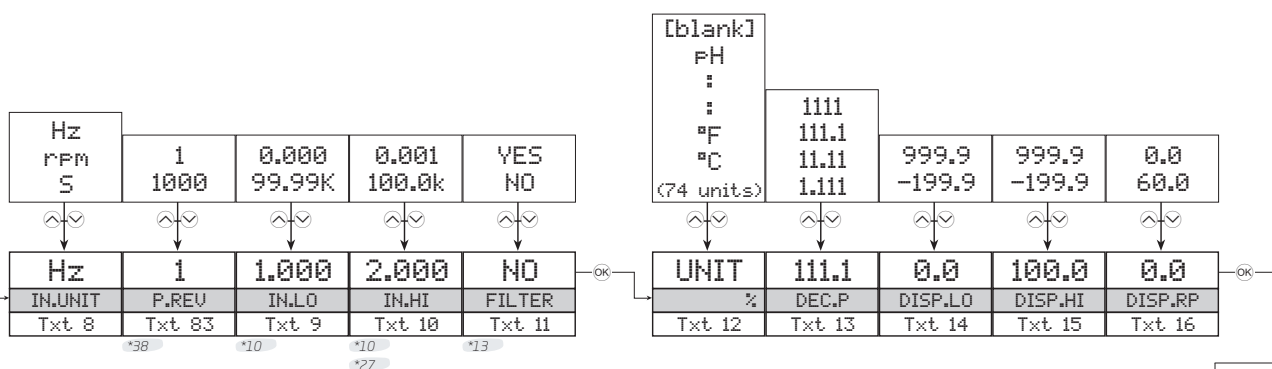 Hz
rpm
S
1
1000
0.000
99.99K
0.001
100.0k
YES
NO
Hz
IN.UNIT
Txt 8
1
P.REV
Txt 83
1.000
IN.LO
Txt 9
2.000
IN.HI
Txt 10
NO
FILTER
Txt 11
*38
*10
*10
*27
*13
OK
[blank]
pH
:
:
°F
°C
(74 units)
1111
111.1
11.11
1.111
999.9
-199.9
999.9
-199.9
0.0
60.0
UNIT
%
Txt 12
111.1
DEC.P
Txt 13
0.0
DISP.LO
Txt 14
100.0
DISP.HI
Txt 15
0.0
DISP.RP
Txt 16
OK